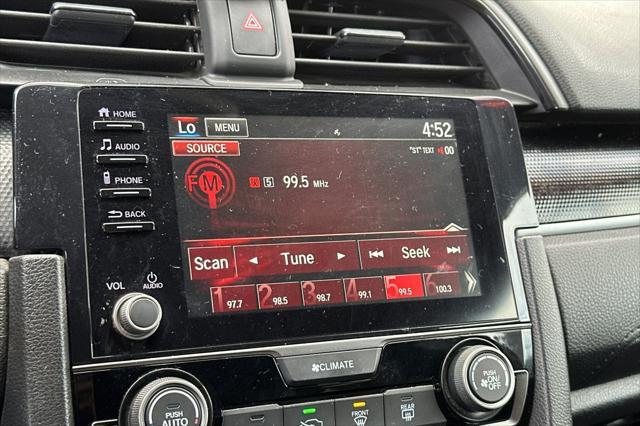 HOME
Lo MENU 4:52
AUDIO
SOURCE "ST" TEXT 00
FM 5 99.5 MHz
PHONE
BACK
Scan Tune Seek
VOL AUDIO
1 97.7 2 98.5 3 98.7 4 99.1 5 99.5 6 100.3
CLIMATE
PUSH AUTO
FRONT
REAR
PUSH ON/OFF